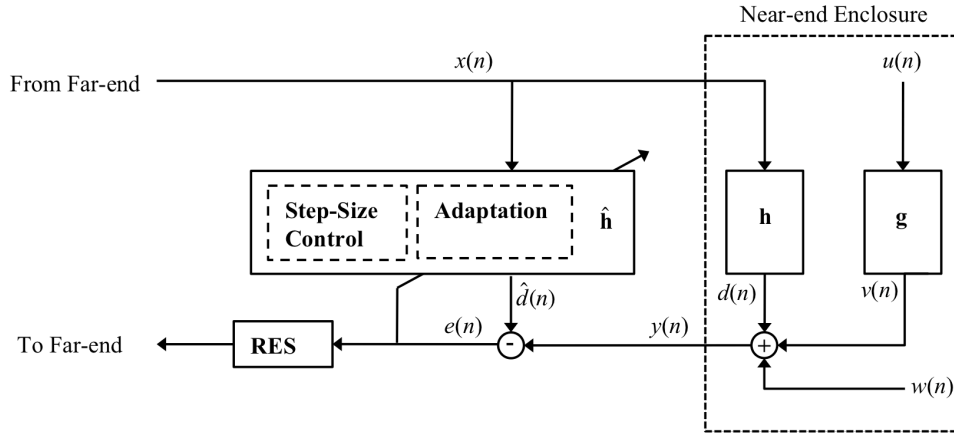 Near-end Enclosure
x(n)
u(n)
From Far-end
Step-Size
Control
Adaptation
ĥ
h
g
d̂(n)
d(n)
v(n)
e(n)
y(n)
To Far-end
RES
-
+
w(n)